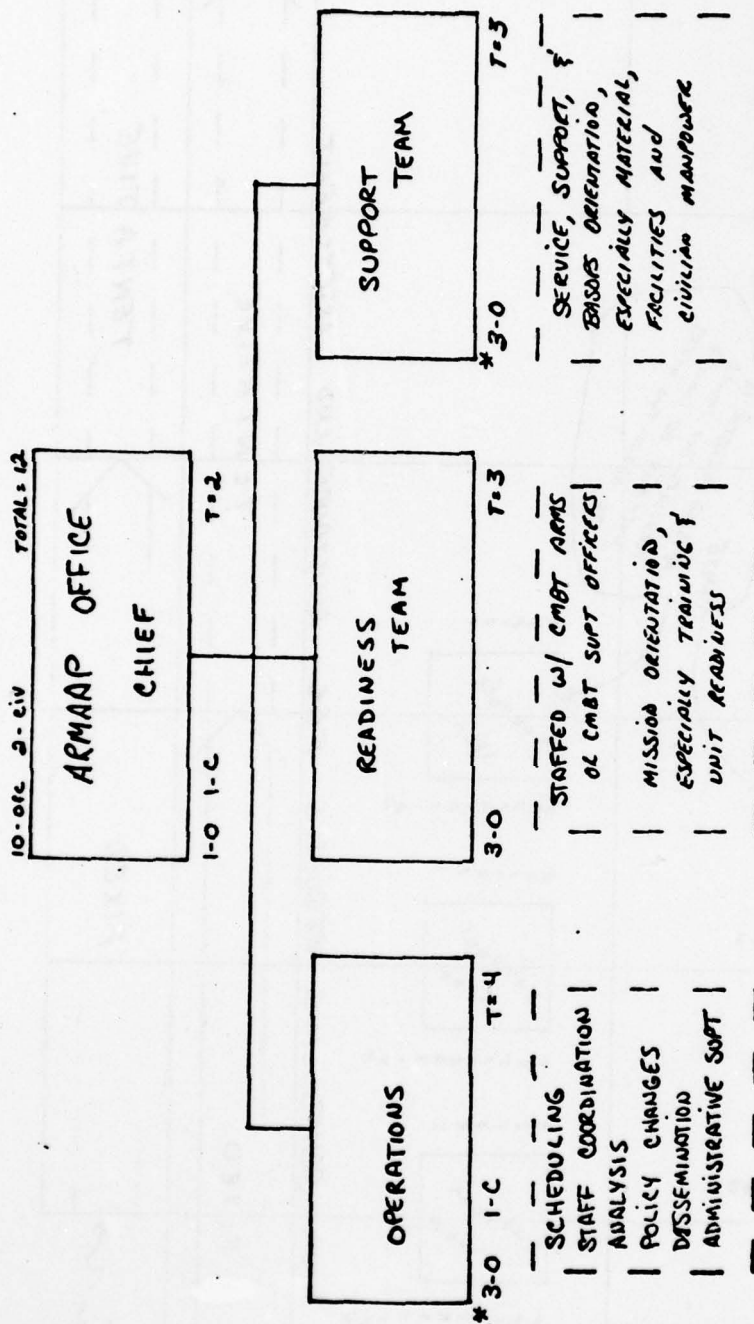 10-OFC 2-CIV TOTAL = 12
ARMAAP OFFICE
CHIEF
1-O 1-C T=2
OPERATIONS
* 3-O 1-C T=4
READINESS
TEAM
3-O T=3
SUPPORT
TEAM
* 3-O T=3
SCHEDULING
STAFF COORDINATION
ANALYSIS
POLICY CHANGES
DISSEMINATION
ADMINISTRATIVE SUPT
STAFFED W/ CMBT ARMS
OR CMBT SUPT OFFICERS
MISSION ORIENTATION,
ESPECIALLY TRAINING &
UNIT READINESS
SERVICE, SUPPORT, &
BASOPS ORIENTATION,
ESPECIALLY MATERIAL,
FACILITIES AND
CIVILIAN MANPOWER